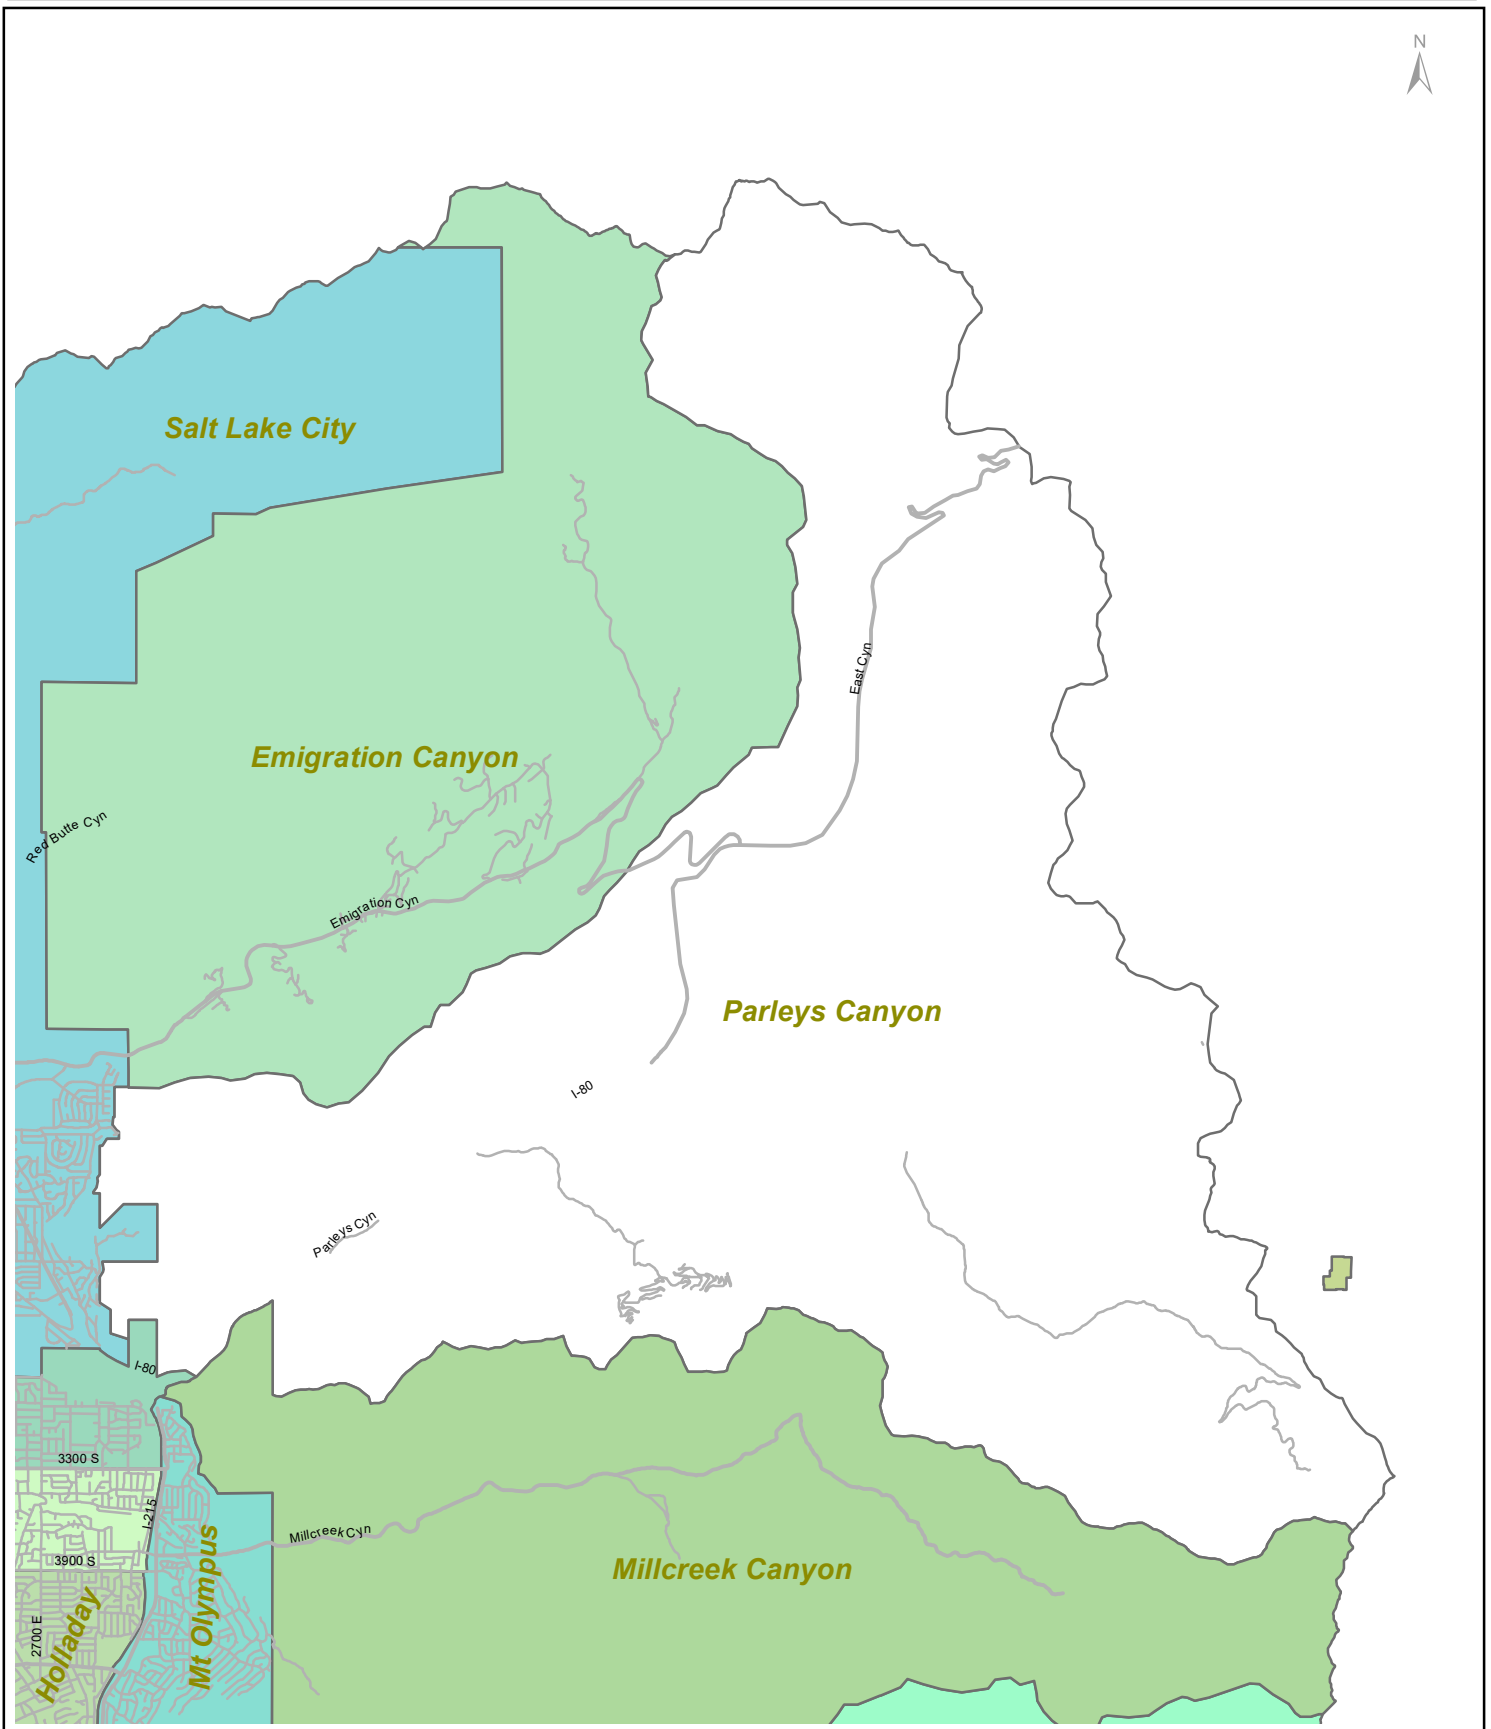 N
Salt Lake City
East Cyn
Emigration Canyon
Red Butte Cyn
Emigration Cyn
Parleys Canyon
I-80
Parleys Cyn
I-80
3300 S
I-215
Millcreek Cyn
3900 S
Millcreek Canyon
2700 E
Holladay
Mt Olympus